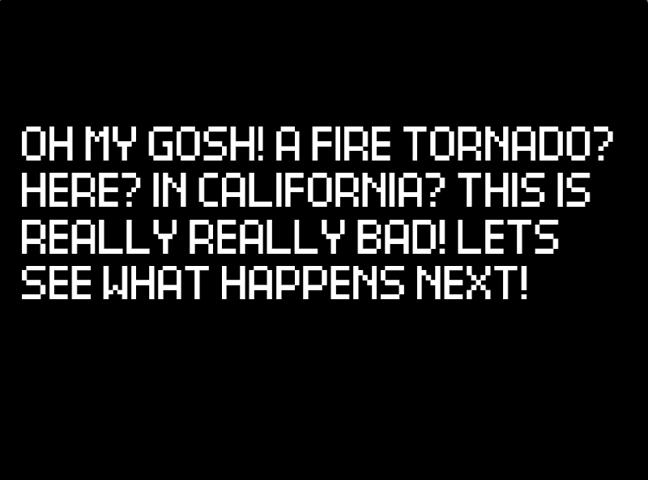 OH MY GOSH! A FIRE TORNADO?
HERE? IN CALIFORNIA? THIS IS
REALLY REALLY BAD! LETS
SEE WHAT HAPPENS NEXT!